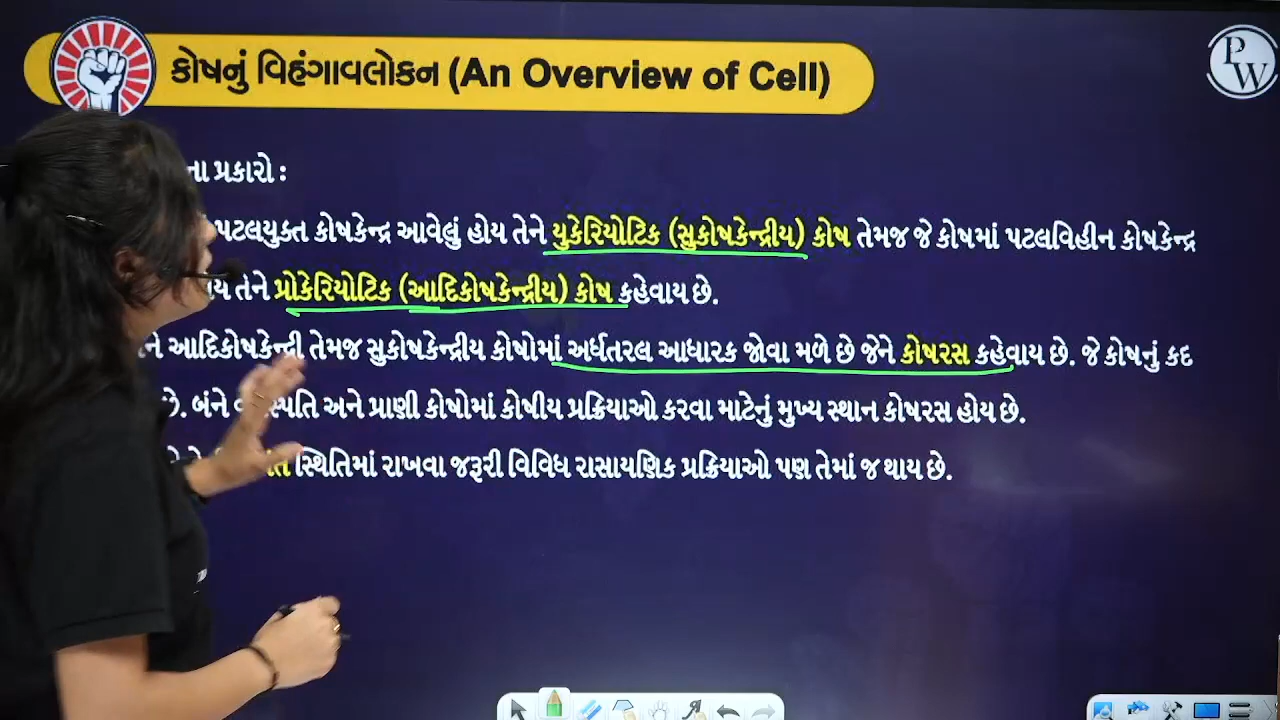 કોષનું વિહંગાવલોકન (An Overview of Cell)
PW
પ્રકારો :
પટલયુક્ત કોષકેન્દ્ર આવેલું હોય તેને યુકેરિયોટિક (સુકોષકેન્દ્રીય) કોષ તેમજ જે કોષમાં પટલવિહીન કોષકેન્દ્ર
તેને પ્રોકેરિયોટિક (આદિકોષકેન્દ્રીય) કોષ કહેવાય છે.
આદિકોષકેન્દ્રી તેમજ સુકોષકેન્દ્રીય કોષોમાં અર્ધતરલ આધારક જોવા મળે છે જેને કોષરસ કહેવાય છે. જે કોષનું કદ
છે. બંને અને પ્રાણી કોષોમાં કોષીય પ્રક્રિયાઓ કરવા માટેનું મુખ્ય સ્થાન કોષરસ હોય છે.
સ્થિતિમાં રાખવા જરૂરી વિવિધ રાસાયણિક પ્રક્રિયાઓ પણ તેમાં જ થાય છે.